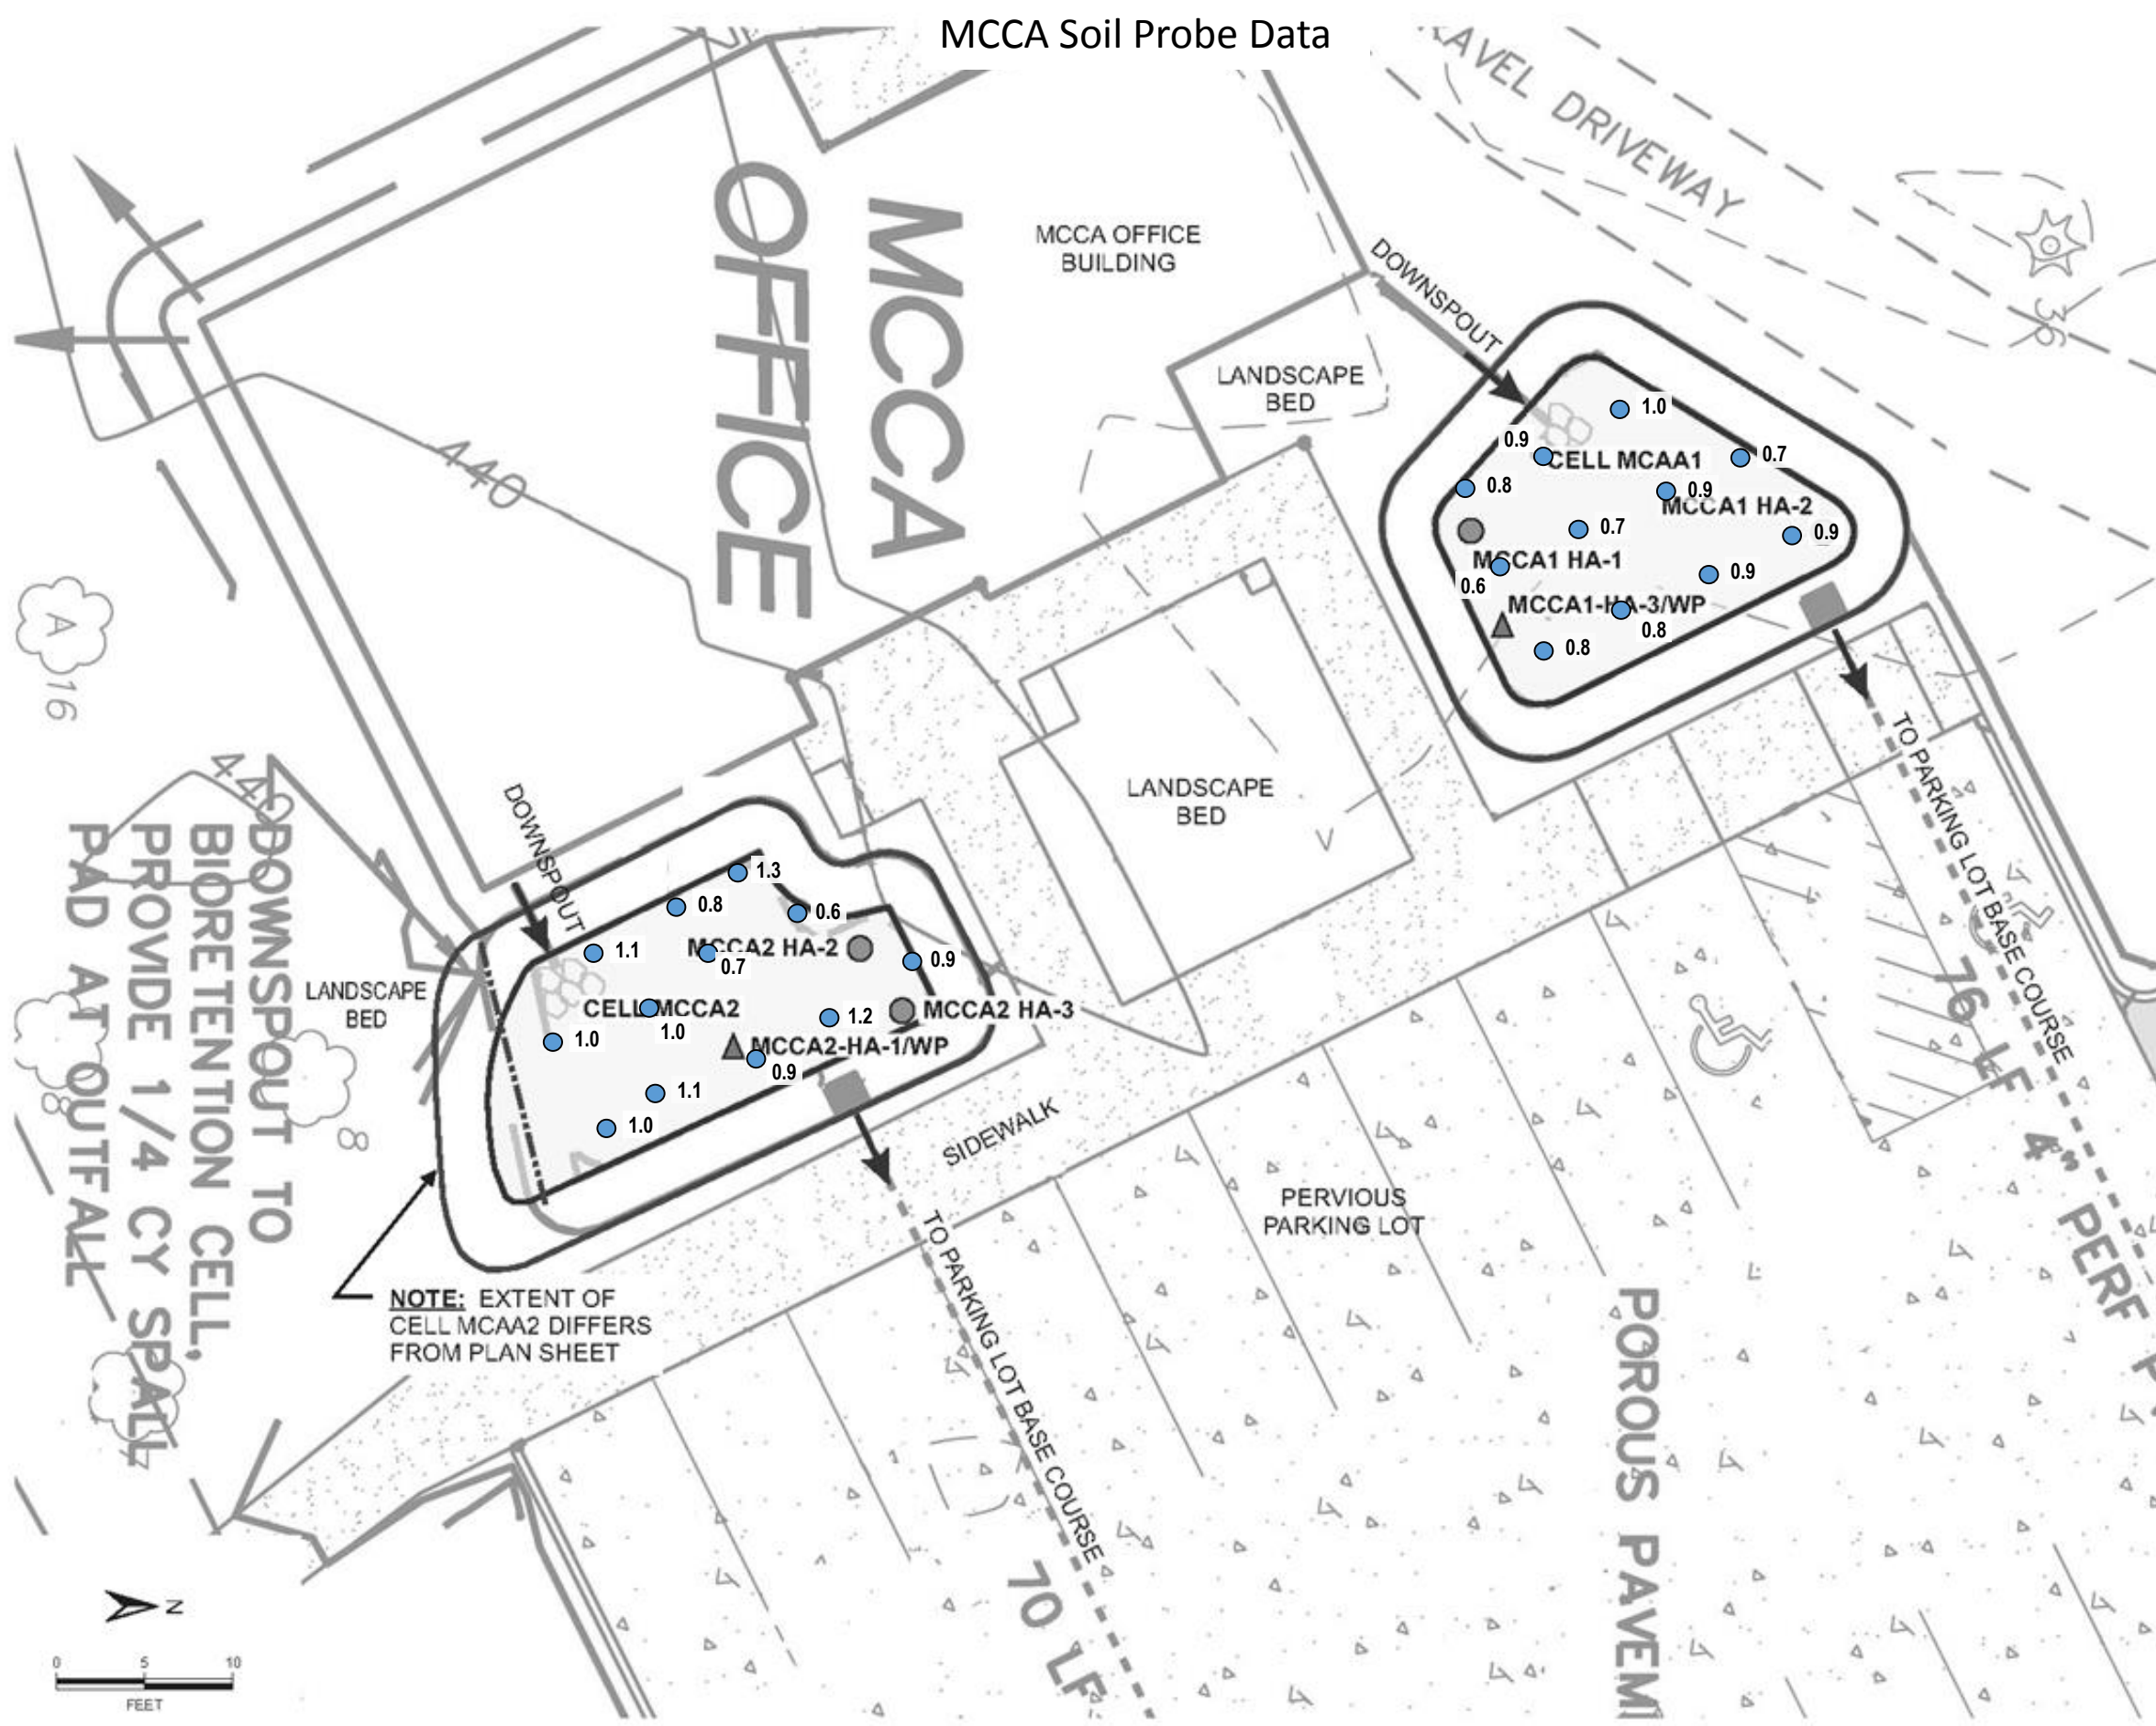 MCCA Soil Probe Data
RAVEL DRIVEWAY
MCCA
OFFICE
MCCA OFFICE
BUILDING
DOWNSPOUT
LANDSCAPE
BED
36
1.0
0.9
CELL MCAA1
0.7
0.8
0.9
MCCA1 HA-2
0.7
0.9
MCCA1 HA-1
0.6
0.9
MCCA1-HA-3/WP
0.8
0.8
440
A
16
440
DOWNSPOUT TO
BIORETENTION CELL,
PROVIDE 1/4 CY SPALL
PAD AT OUTFALL
8
8
LANDSCAPE
BED
DOWNSPOUT
1.3
0.8
0.6
1.1
MCCA2 HA-2
0.7
0.9
CELL MCCA2
1.0
1.0
1.2
MCCA2 HA-3
MCCA2-HA-1/WP
0.9
1.1
1.0
LANDSCAPE
BED
SIDEWALK
PERVIOUS
PARKING LOT
TO PARKING LOT BASE COURSE
76 LF 4" PERF
TO PARKING LOT BASE COURSE
70 LF
POROUS PAVEM
NOTE: EXTENT OF
CELL MCAA2 DIFFERS
FROM PLAN SHEET
N
0 5 10
FEET